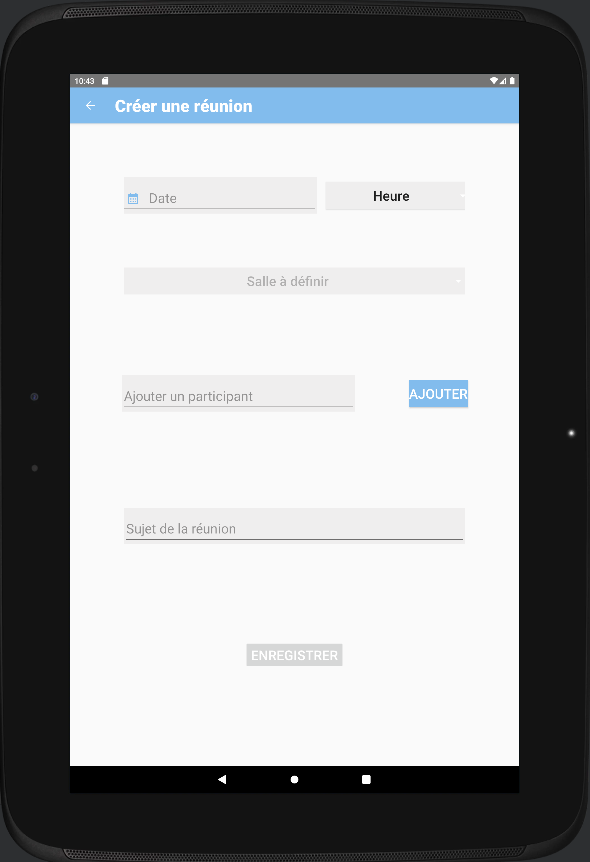 10:43
Créer une réunion
Date
Heure
Salle à définir
Ajouter un participant
AJOUTER
Sujet de la réunion
ENREGISTRER